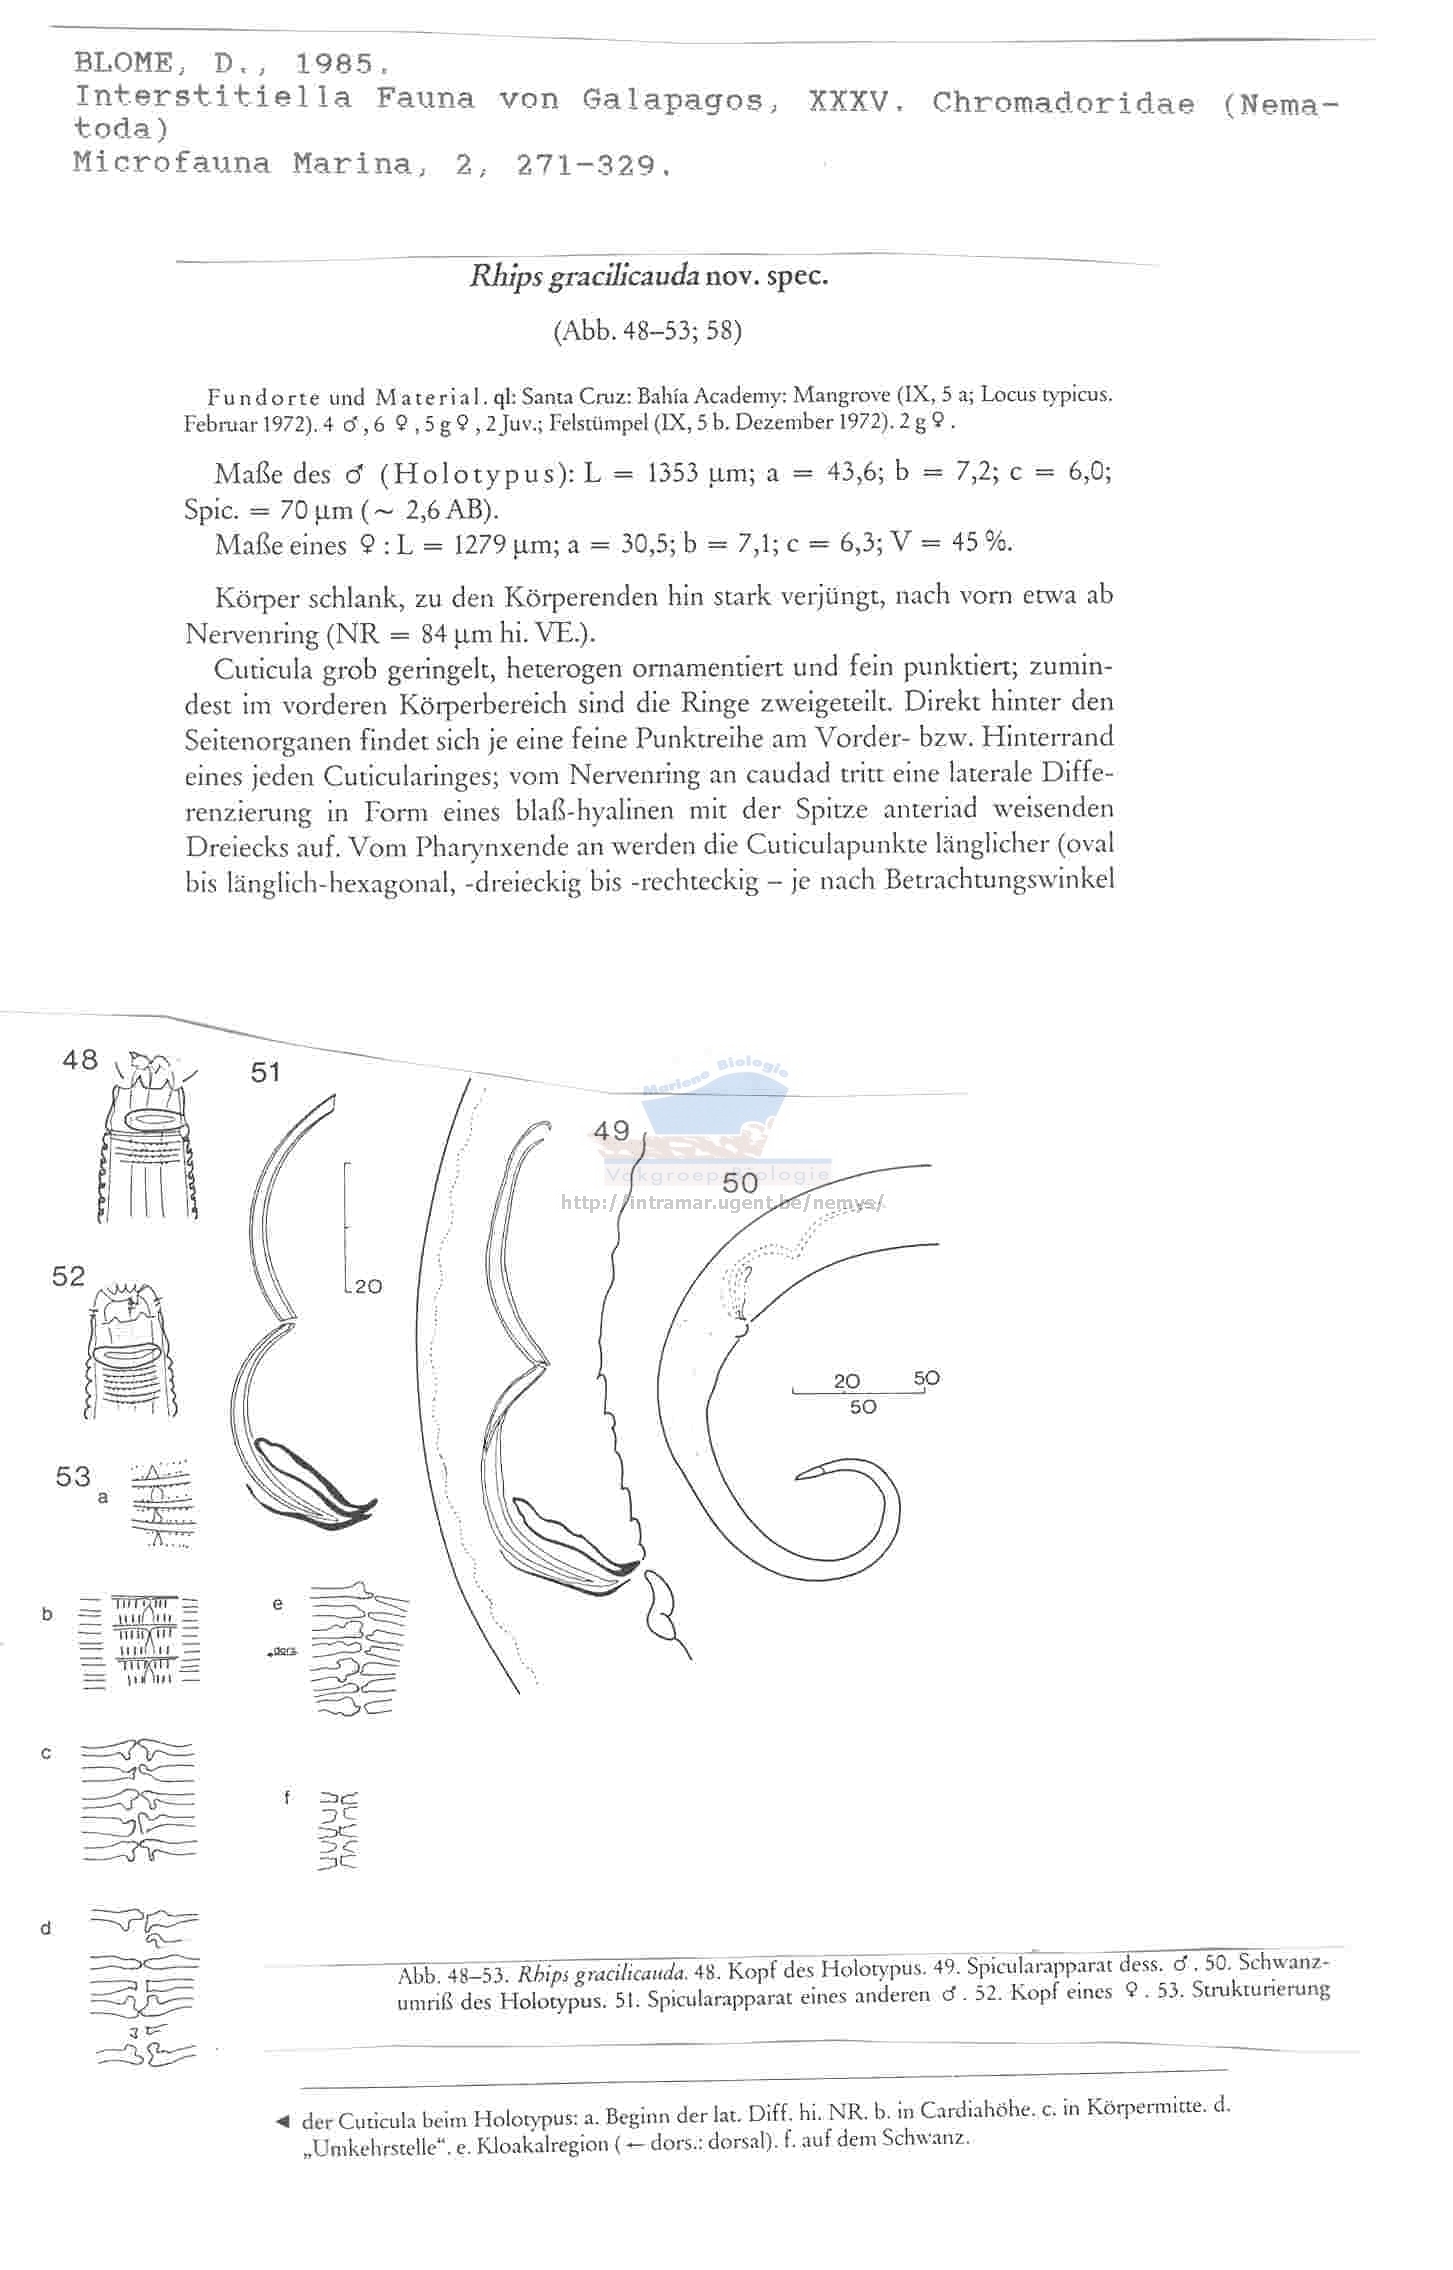 BLOME, D., 1985.
Interstitiella Fauna von Galapagos, XXXV. Chromadoridae (Nema-
toda)
Microfauna Marina, 2, 271-329.
Rhips gracilicauda nov. spec.
(Abb. 48–53; 58)
Fundorte und Material. ql: Santa Cruz: Bahía Academy: Mangrove (IX, 5 a; Locus typicus.
Februar 1972). 4 ♂, 6 ♀, 5 g ♀, 2 Juv.; Felstümpel (IX, 5 b. Dezember 1972). 2 g ♀.
Maße des ♂ (Holotypus): L = 1353 µm; a = 43,6; b = 7,2; c = 6,0;
Spic. = 70 µm (~ 2,6 AB).
Maße eines ♀ : L = 1279 µm; a = 30,5; b = 7,1; c = 6,3; V = 45 %.
Körper schlank, zu den Körperenden hin stark verjüngt, nach vorn etwa ab
Nervenring (NR = 84 µm hi. VE.).
Cuticula grob geringelt, heterogen ornamentiert und fein punktiert; zumin-
dest im vorderen Körperbereich sind die Ringe zweigeteilt. Direkt hinter den
Seitenorganen findet sich je eine feine Punktreihe am Vorder- bzw. Hinterrand
eines jeden Cuticularinges; vom Nervenring an caudad tritt eine laterale Diffe-
renzierung in Form eines blaß-hyalinen mit der Spitze anteriad weisenden
Dreiecks auf. Vom Pharynxende an werden die Cuticulapunkte länglicher (oval
bis länglich-hexagonal, -dreieckig bis -rechteckig – je nach Betrachtungswinkel
48
51
Mariene Biologie
49
Vakgroep Biologie
50
http://intramar.ugent.be/nemys/
52
20
20 50
50
53
a
b
e
dors.
c
f
d
Abb. 48–53. Rhips gracilicauda. 48. Kopf des Holotypus. 49. Spicularapparat dess. ♂. 50. Schwanz-
umriß des Holotypus. 51. Spicularapparat eines anderen ♂. 52. Kopf eines ♀. 53. Strukturierung
◄ der Cuticula beim Holotypus: a. Beginn der lat. Diff. hi. NR. b. in Cardiahöhe. c. in Körpermitte. d.
„Umkehrstelle“. e. Kloakalregion (← dors.: dorsal). f. auf dem Schwanz.